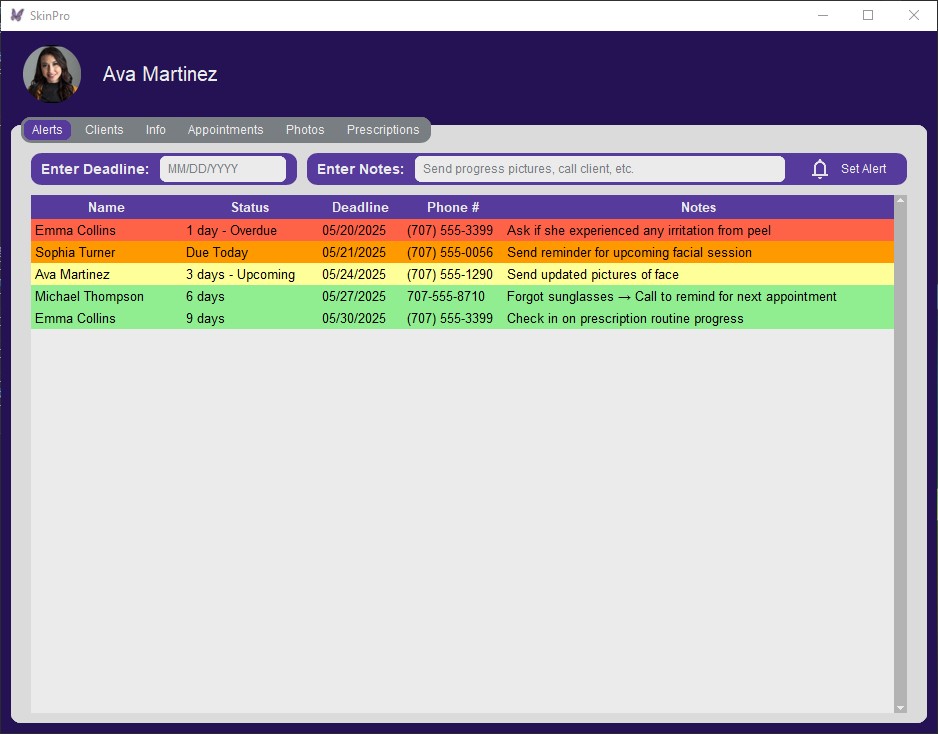 SkinPro
Ava Martinez
Alerts Clients Info Appointments Photos Prescriptions
Enter Deadline: MM/DD/YYYY Enter Notes: Send progress pictures, call client, etc. Set Alert
Name Status Deadline Phone # Notes
Emma Collins 1 day - Overdue 05/20/2025 (707) 555-3399 Ask if she experienced any irritation from peel
Sophia Turner Due Today 05/21/2025 (707) 555-0056 Send reminder for upcoming facial session
Ava Martinez 3 days - Upcoming 05/24/2025 (707) 555-1290 Send updated pictures of face
Michael Thompson 6 days 05/27/2025 707-555-8710 Forgot sunglasses → Call to remind for next appointment
Emma Collins 9 days 05/30/2025 (707) 555-3399 Check in on prescription routine progress